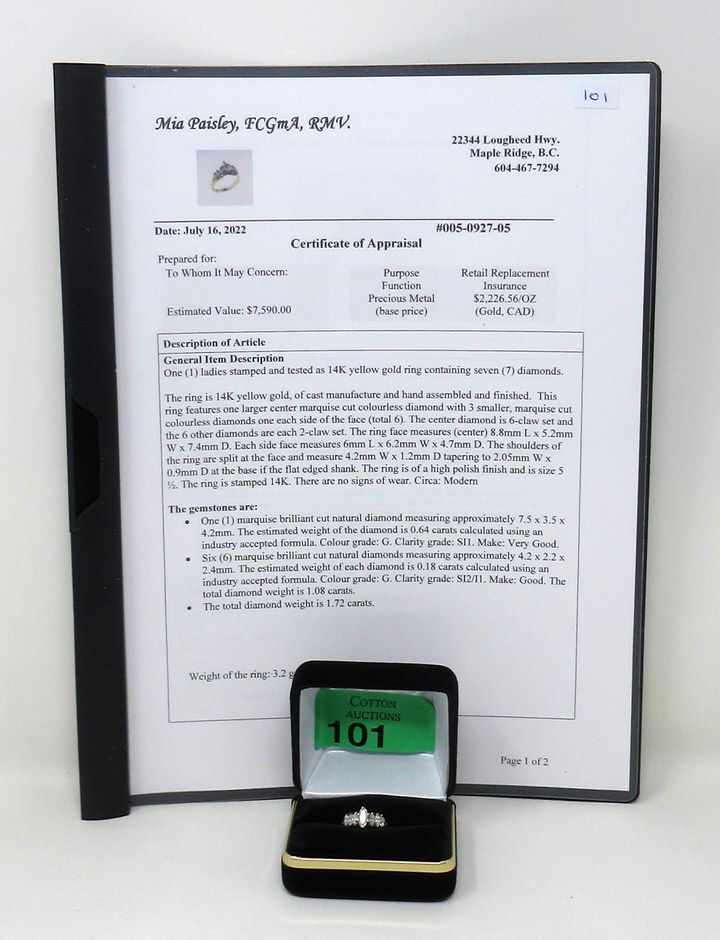 101
Mia Paisley, FCGmA, RMV.
22344 Lougheed Hwy.
Maple Ridge, B.C.
604-467-7294
Date: July 16, 2022
#005-0927-05
Certificate of Appraisal
Prepared for:
To Whom It May Concern:
Purpose
Retail Replacement
Function
Insurance
Precious Metal
$2,226.56/OZ
Estimated Value: $7,590.00
(base price)
(Gold, CAD)
Description of Article
General Item Description
One (1) ladies stamped and tested as 14K yellow gold ring containing seven (7) diamonds.
The ring is 14K yellow gold, of cast manufacture and hand assembled and finished. This
ring features one larger center marquise cut colourless diamond with 3 smaller, marquise cut
colourless diamonds one each side of the face (total 6). The center diamond is 6-claw set and
the 6 other diamonds are each 2-claw set. The ring face measures (center) 8.8mm L x 5.2mm
W x 7.4mm D. Each side face measures 6mm L x 6.2mm W x 4.7mm D. The shoulders of
the ring are split at the face and measure 4.2mm W x 1.2mm D tapering to 2.05mm W x
0.9mm D at the base if the flat edged shank. The ring is of a high polish finish and is size 5
½. The ring is stamped 14K. There are no signs of wear. Circa: Modern
The gemstones are:
• One (1) marquise brilliant cut natural diamond measuring approximately 7.5 x 3.5 x
4.2mm. The estimated weight of the diamond is 0.64 carats calculated using an
industry accepted formula. Colour grade: G. Clarity grade: SI1. Make: Very Good.
• Six (6) marquise brilliant cut natural diamonds measuring approximately 4.2 x 2.2 x
2.4mm. The estimated weight of each diamond is 0.18 carats calculated using an
industry accepted formula. Colour grade: G. Clarity grade: SI2/I1. Make: Good. The
total diamond weight is 1.08 carats.
• The total diamond weight is 1.72 carats.
Weight of the ring: 3.2 g
Page 1 of 2
COTTON
AUCTIONS
101